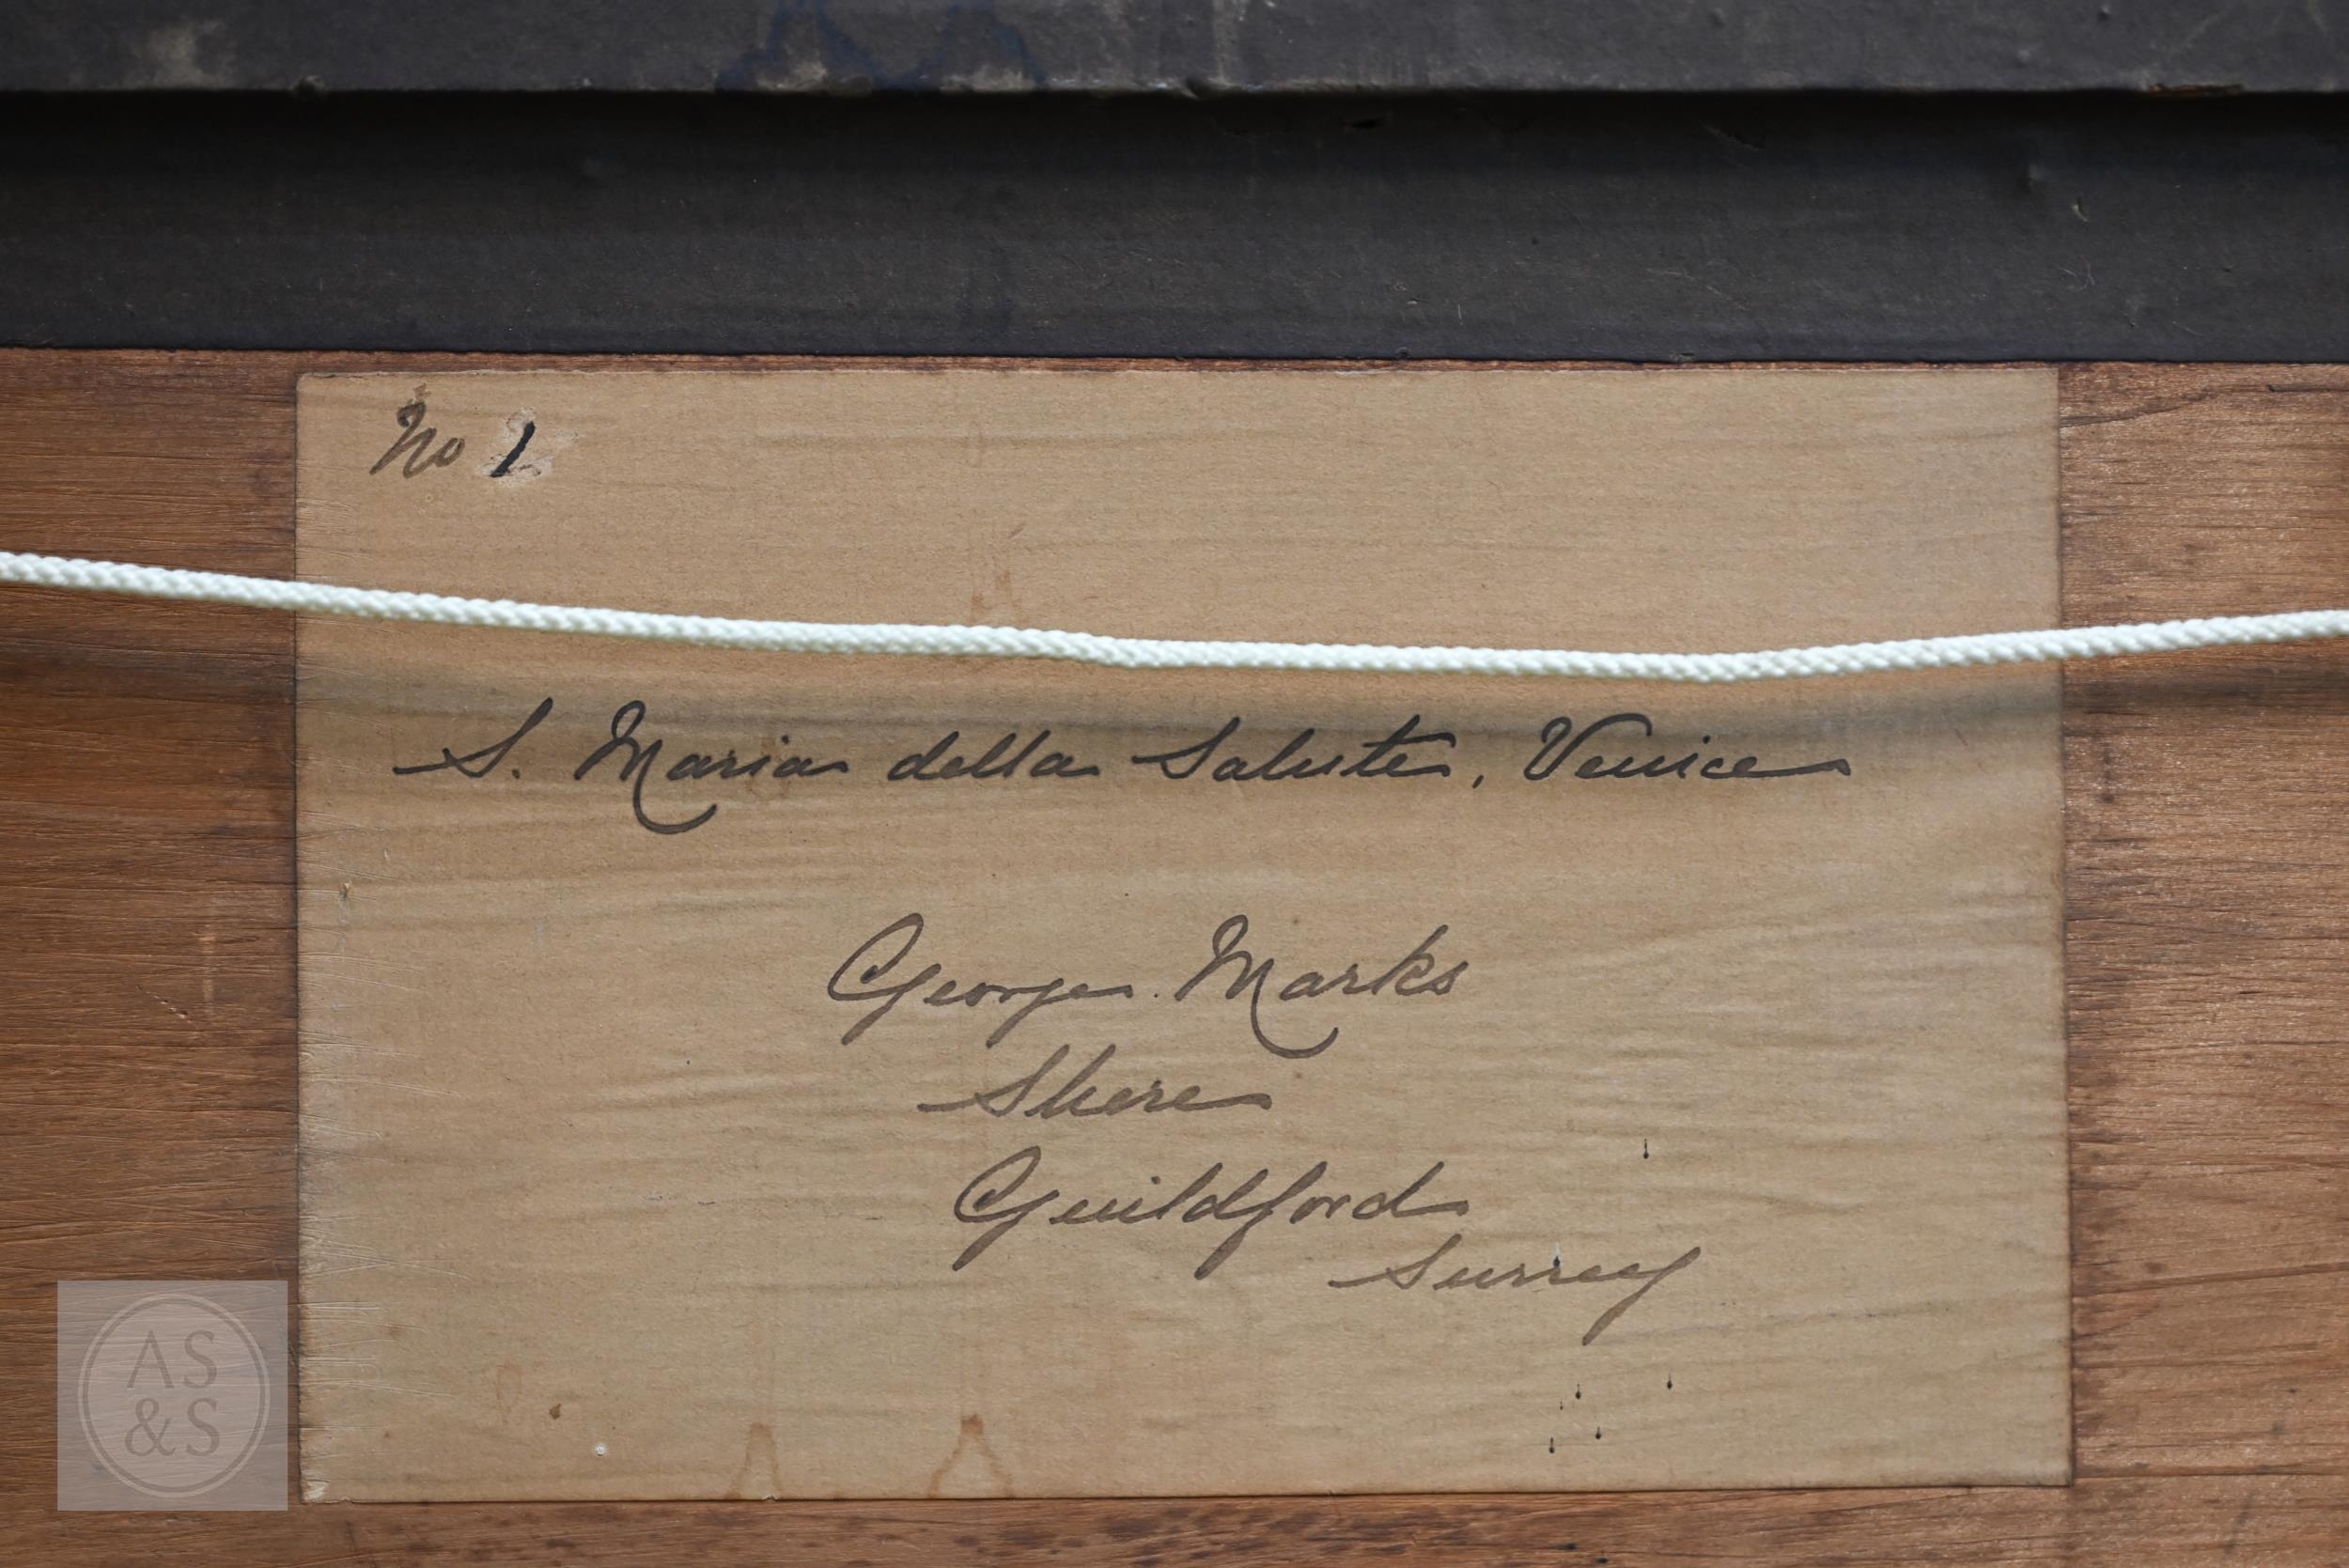 No 1
S. Maria della Salute, Venice
George Marks
Shere
Guildford
Surrey
AS
&S